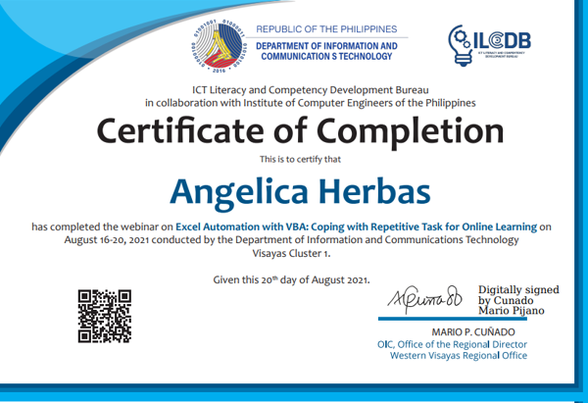 REPUBLIC OF THE PHILIPPINES
DEPARTMENT OF INFORMATION AND
COMMUNICATION S TECHNOLOGY
2016
ILCDB
ICT LITERACY AND COMPETENCY
DEVELOPMENT BUREAU
ICT Literacy and Competency Development Bureau
in collaboration with Institute of Computer Engineers of the Philippines
Certificate of Completion
This is to certify that
Angelica Herbas
has completed the webinar on Excel Automation with VBA: Coping with Repetitive Task for Online Learning on
August 16-20, 2021 conducted by the Department of Information and Communications Technology
Visayas Cluster 1.
Given this 20th day of August 2021.
Digitally signed
by Cunado
Mario Pijano
MARIO P. CUÑADO
OIC, Office of the Regional Director
Western Visayas Regional Office